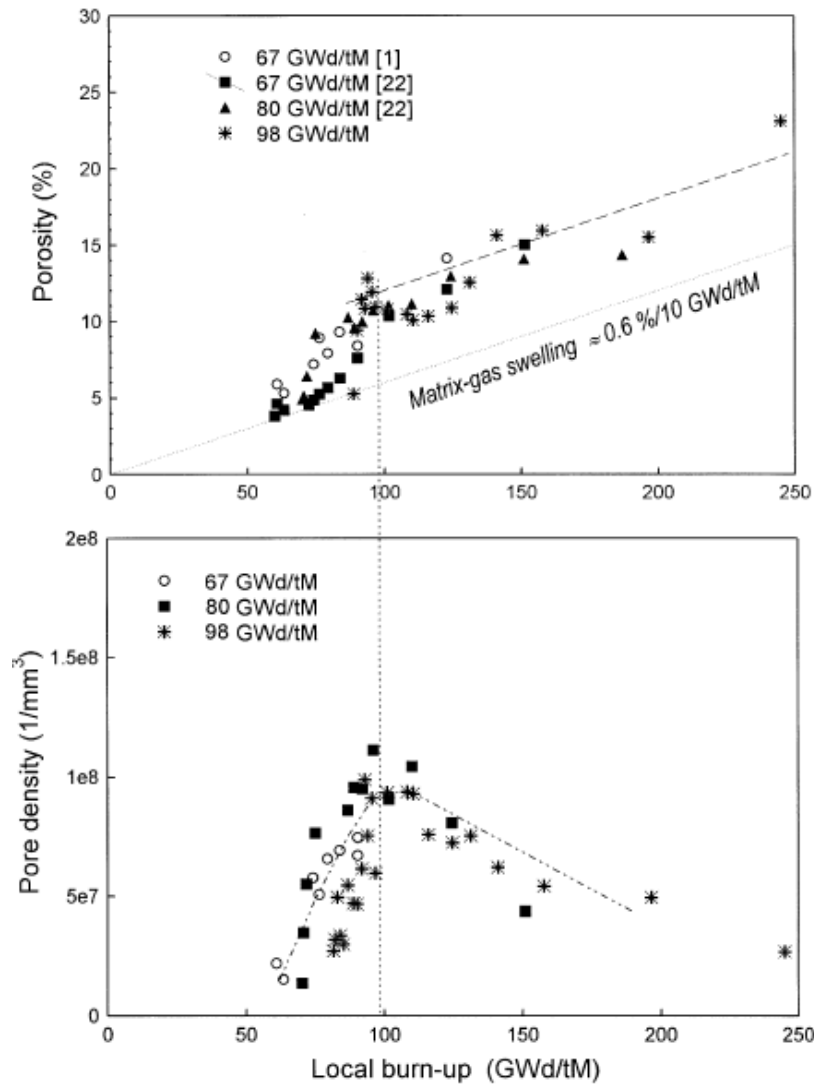 30
25
20
15
10
5
0
Porosity (%)
67 GWd/tM [1]
67 GWd/tM [22]
80 GWd/tM [22]
98 GWd/tM
Matrix-gas swelling ≈ 0.6 %/10 GWd/tM
0 50 100 150 200 250
2e8
1.5e8
1e8
5e7
0
Pore density (1/mm³)
67 GWd/tM
80 GWd/tM
98 GWd/tM
0 50 100 150 200 250
Local burn-up (GWd/tM)